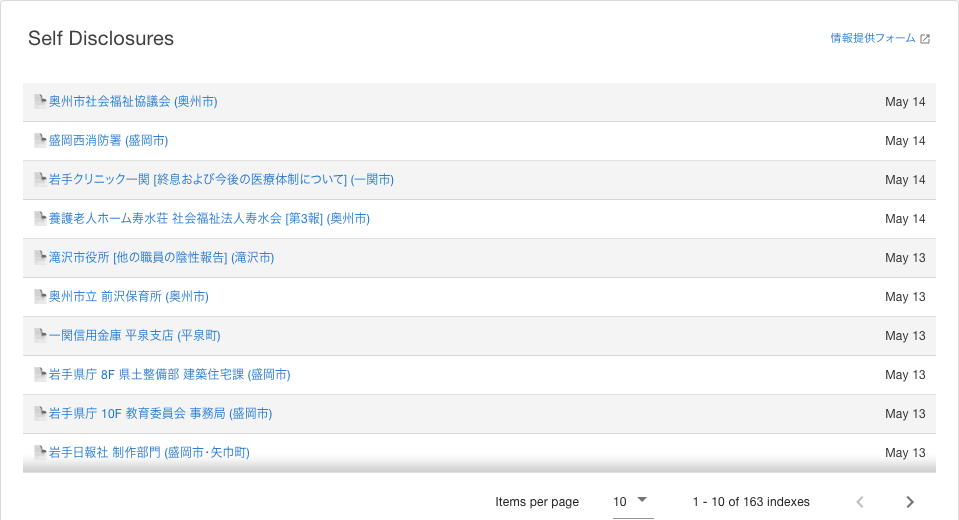 Self Disclosures
情報提供フォーム
奥州市社会福祉協議会 (奥州市) May 14
盛岡西消防署 (盛岡市) May 14
岩手クリニック一関 [終息および今後の医療体制について] (一関市) May 14
養護老人ホーム寿水荘 社会福祉法人寿水会 [第3報] (奥州市) May 14
滝沢市役所 [他の職員の陰性報告] (滝沢市) May 13
奥州市立 前沢保育所 (奥州市) May 13
一関信用金庫 平泉支店 (平泉町) May 13
岩手県庁 8F 県土整備部 建築住宅課 (盛岡市) May 13
岩手県庁 10F 教育委員会 事務局 (盛岡市) May 13
岩手日報社 制作部門 (盛岡市・矢巾町) May 13
Items per page 10 1 - 10 of 163 indexes